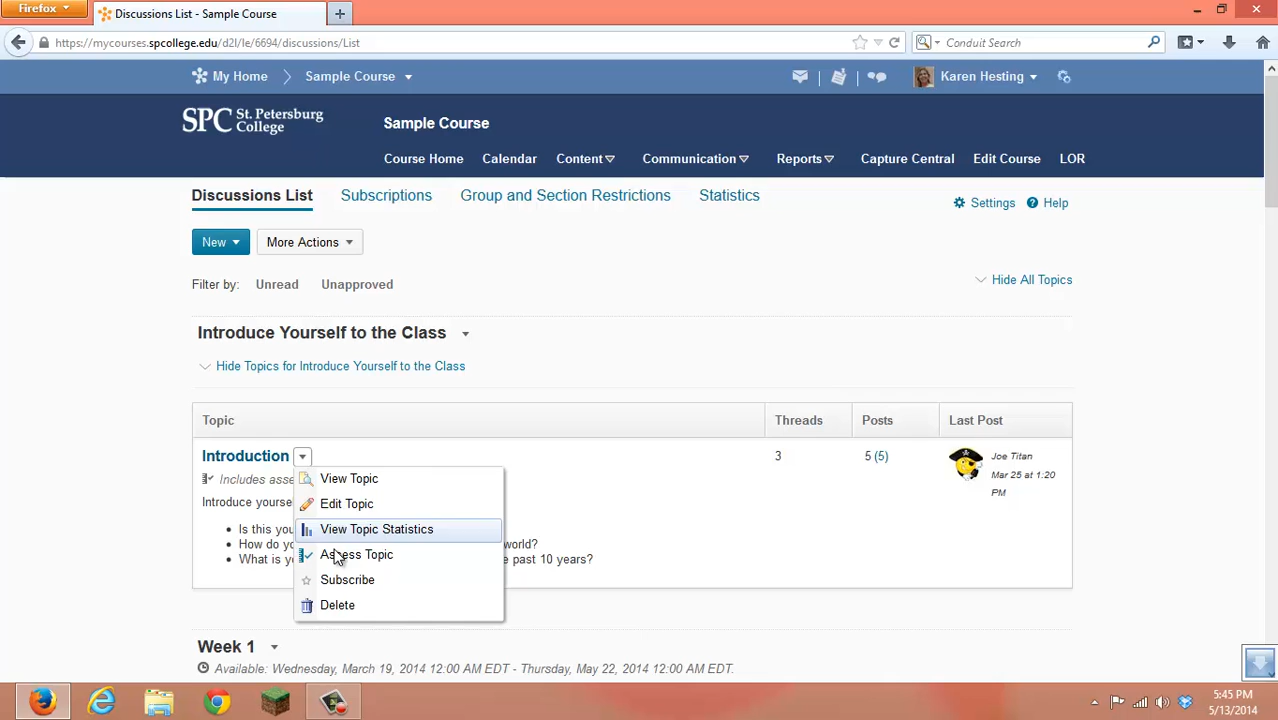 Firefox
Discussions List - Sample Course
https://mycourses.spcollege.edu/d2l/le/6694/discussions/List
Conduit Search
My Home
Sample Course
Karen Hesting
SPC St. Petersburg College
Sample Course
Course Home
Calendar
Content
Communication
Reports
Capture Central
Edit Course
LOR
Discussions List
Subscriptions
Group and Section Restrictions
Statistics
Settings
Help
New
More Actions
Filter by:
Unread
Unapproved
Hide All Topics
Introduce Yourself to the Class
Hide Topics for Introduce Yourself to the Class
Topic
Threads
Posts
Last Post
Introduction
3
5 (5)
Joe Titan
Mar 25 at 1:20
PM
Includes asse
Introduce yourse
Is this you
How do yo
world?
What is y
e past 10 years?
View Topic
Edit Topic
View Topic Statistics
Assess Topic
Subscribe
Delete
Week 1
Available: Wednesday, March 19, 2014 12:00 AM EDT - Thursday, May 22, 2014 12:00 AM EDT.
5:45 PM
5/13/2014